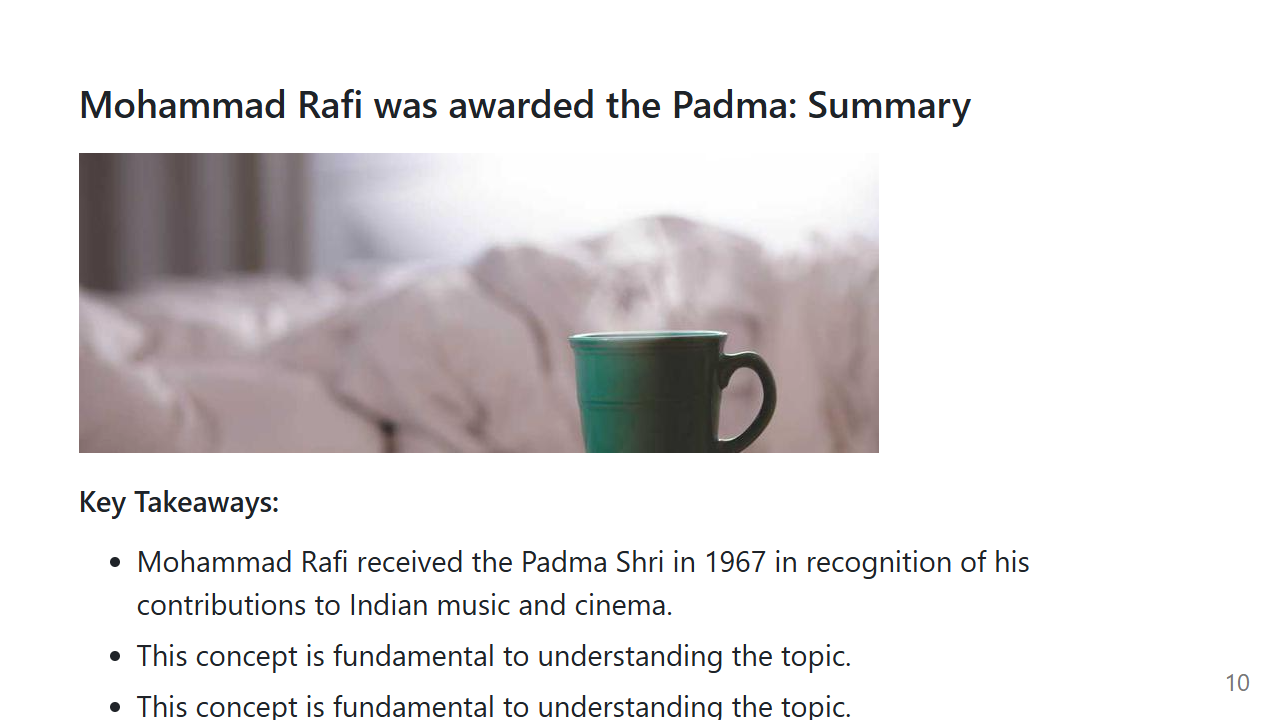 Mohammad Rafi was awarded the Padma: Summary
Key Takeaways:
• Mohammad Rafi received the Padma Shri in 1967 in recognition of his
contributions to Indian music and cinema.
• This concept is fundamental to understanding the topic.
• This concept is fundamental to understanding the topic.
10